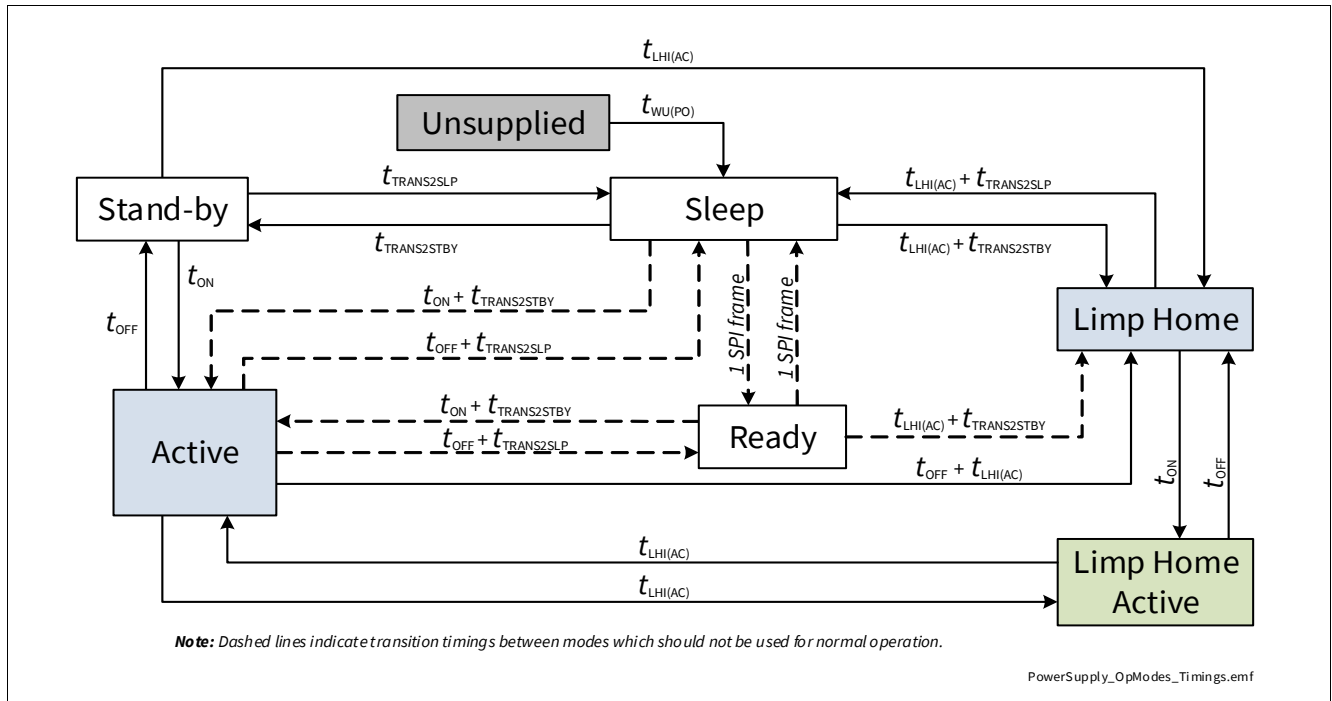 tLHI(AC)
Unsupplied
tWU(PO)
Stand-by
tTRANS2SLP
Sleep
tLHI(AC) + tTRANS2SLP
tTRANS2STBY
tLHI(AC) + tTRANS2STBY
tON
tOFF
tON + tTRANS2STBY
tOFF + tTRANS2SLP
1 SPI frame
1 SPI frame
Limp Home
Active
tON + tTRANS2STBY
tOFF + tTRANS2SLP
Ready
tLHI(AC) + tTRANS2STBY
tOFF + tLHI(AC)
tON
tOFF
tLHI(AC)
tLHI(AC)
Limp Home
Active
Note: Dashed lines indicate transition timings between modes which should not be used for normal operation.
PowerSupply_OpModes_Timings.emf